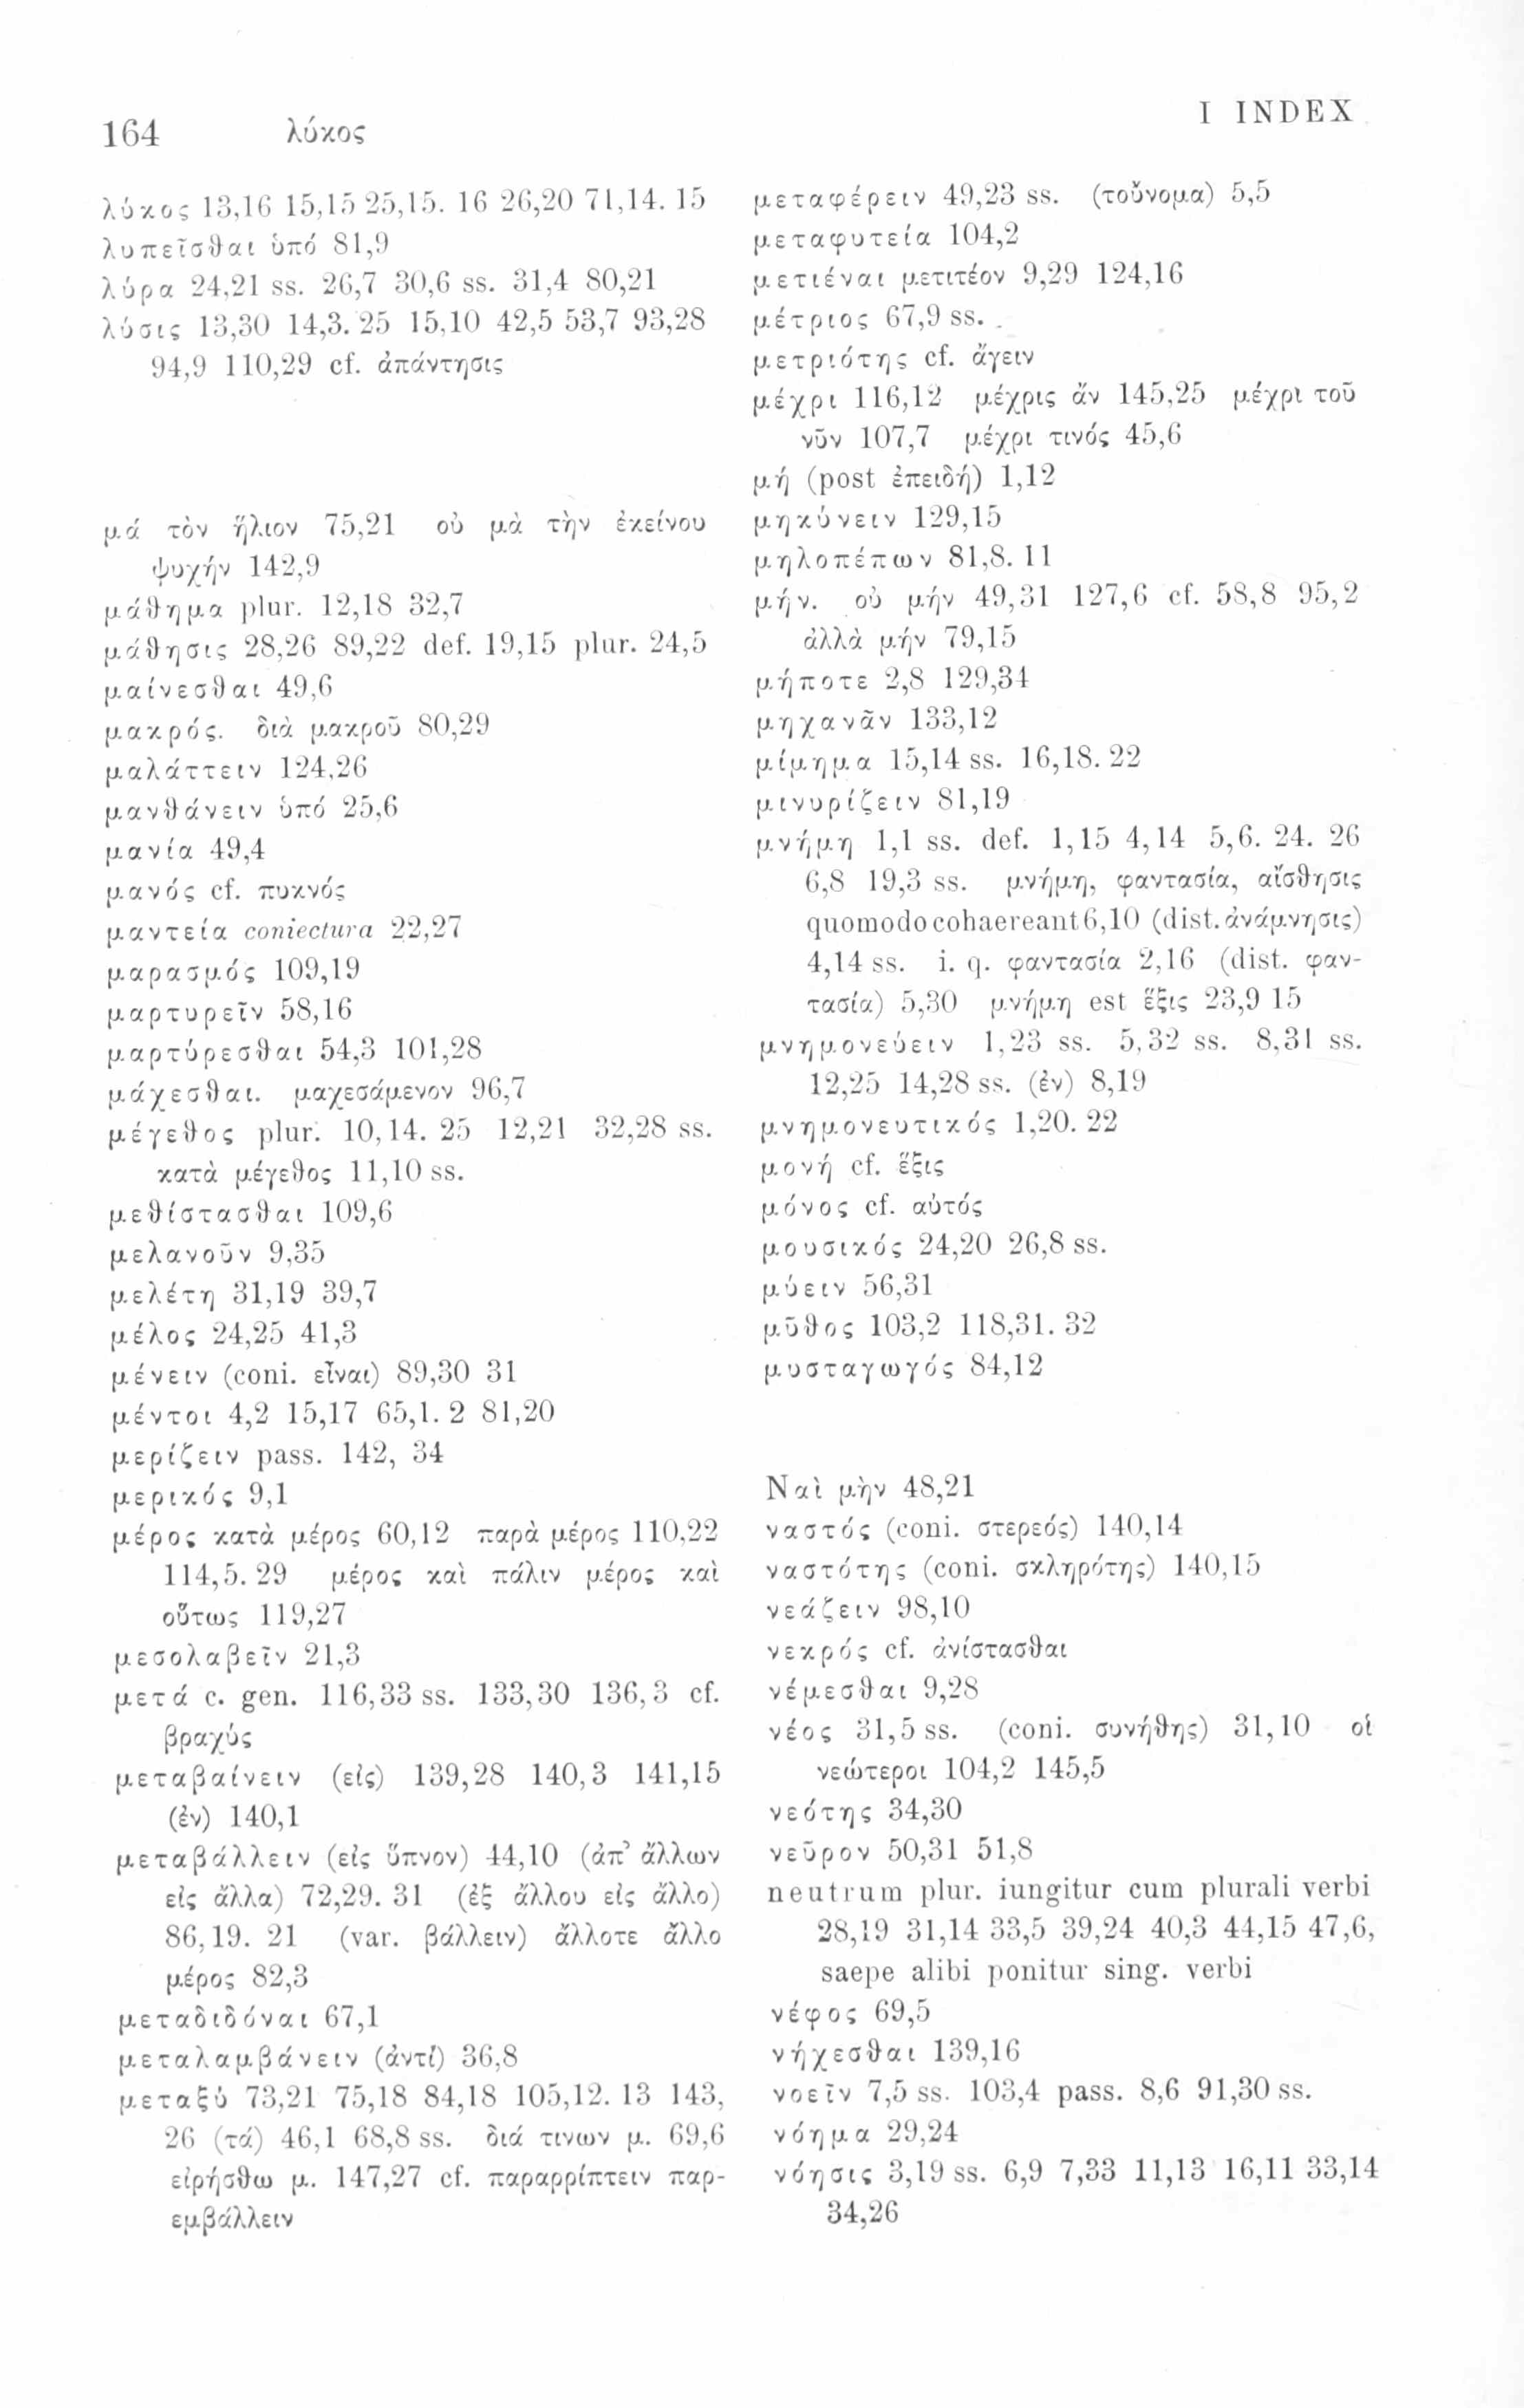 164 λύκος I INDEX
λύκος 13,16 15,15 25,15. 16 26,20 71,14. 15
λυπεῖσθαι ὑπό 81,9
λύρα 24,21 ss. 26,7 30,6 ss. 31,4 80,21
λύσις 13,30 14,3. 25 15,10 42,5 53,7 93,28
94,9 110,29 cf. ἀπάντησις
μά τὸν ἥλιον 75,21 οὐ μὰ τὴν ἐκείνου
ψυχήν 142,9
μάθημα plur. 12,18 32,7
μάθησις 28,26 89,22 def. 19,15 plur. 24,5
μαίνεσθαι 49,6
μακρός. διὰ μακροῦ 80,29
μαλάττειν 124,26
μανθάνειν ὑπό 25,6
μανία 49,4
μανός cf. πυκνός
μαντεία coniectura 22,27
μαρασμός 109,19
μαρτυρεῖν 58,16
μαρτύρεσθαι 54,3 101,28
μάχεσθαι. μαχεσάμενον 96,7
μέγεθος plur. 10,14. 25 12,21 32,28 ss.
κατὰ μέγεθος 11,10 ss.
μεθίστασθαι 109,6
μελανοῦν 9,35
μελέτη 31,19 39,7
μέλος 24,25 41,3
μένειν (coni. εἶναι) 89,30 31
μέντοι 4,2 15,17 65,1. 2 81,20
μερίζειν pass. 142, 34
μερικός 9,1
μέρος κατὰ μέρος 60,12 παρὰ μέρος 110,22
114,5. 29 μέρος καὶ πάλιν μέρος καὶ
οὕτως 119,27
μεσολαβεῖν 21,3
μετά c. gen. 116,33 ss. 133,30 136,3 cf.
βραχύς
μεταβαίνειν (εἰς) 139,28 140,3 141,15
(ἐν) 140,1
μεταβάλλειν (εἰς ὕπνον) 44,10 (ἀπ’ ἄλλων
εἰς ἄλλα) 72,29. 31 (ἐξ ἄλλου εἰς ἄλλο)
86,19. 21 (var. βάλλειν) ἄλλοτε ἄλλο
μέρος 82,3
μεταδιδόναι 67,1
μεταλαμβάνειν (ἀντί) 36,8
μεταξύ 73,21 75,18 84,18 105,12. 13 143,
26 (τά) 46,1 68,8 ss. διά τινων μ. 69,6
εἰρήσθω μ. 147,27 cf. παραρρίπτειν παρ-
εμβάλλειν
μεταφέρειν 49,23 ss. (τοὔνομα) 5,5
μεταφυτεία 104,2
μετιέναι μετιτέον 9,29 124,16
μέτριος 67,9 ss.
μετριότης cf. ἄγειν
μέχρι 116,12 μέχρις ἄν 145,25 μέχρὶ τοῦ
νῦν 107,7 μέχρι τινός 45,6
μή (post ἐπειδή) 1,12
μηκύνειν 129,15
μηλοπέπων 81,8. 11
μήν. οὐ μήν 49,31 127,6 cf. 58,8 95,2
ἀλλὰ μήν 79,15
μήποτε 2,8 129,34
μηχανᾶν 133,12
μίμημα 15,14 ss. 16,18. 22
μινυρίζειν 81,19
μνήμη 1,1 ss. def. 1,15 4,14 5,6. 24. 26
6,8 19,3 ss. μνήμη, φαντασία, αἴσθησις
quomodo cohaereant 6,10 (dist. ἀνάμνησις)
4,14 ss. i. q. φαντασία 2,16 (dist. φαν-
τασία) 5,30 μνήμη est ἕξις 23,9 15
μνημονεύειν 1,23 ss. 5,32 ss. 8,31 ss.
12,25 14,28 ss. (ἐν) 8,19
μνημονευτικός 1,20. 22
μονή cf. ἕξις
μόνος cf. αὐτός
μουσικός 24,20 26,8 ss.
μύειν 56,31
μῦθος 103,2 118,31. 32
μυσταγωγός 84,12
Ναὶ μὴν 48,21
ναστός (coni. στερεός) 140,14
ναστότης (coni. σκληρότης) 140,15
νεάζειν 98,10
νεκρός cf. ἀνίστασθαι
νέμεσθαι 9,28
νέος 31,5 ss. (coni. συνήθης) 31,10 οἱ
νεώτεροι 104,2 145,5
νεότης 34,30
νεῦρον 50,31 51,8
neutrum plur. iungitur cum plurali verbi
28,19 31,14 33,5 39,24 40,3 44,15 47,6,
saepe alibi ponitur sing. verbi
νέφος 69,5
νήχεσθαι 139,16
νοεῖν 7,5 ss. 103,4 pass. 8,6 91,30 ss.
νόημα 29,24
νόησις 3,19 ss. 6,9 7,33 11,13 16,11 33,14
34,26